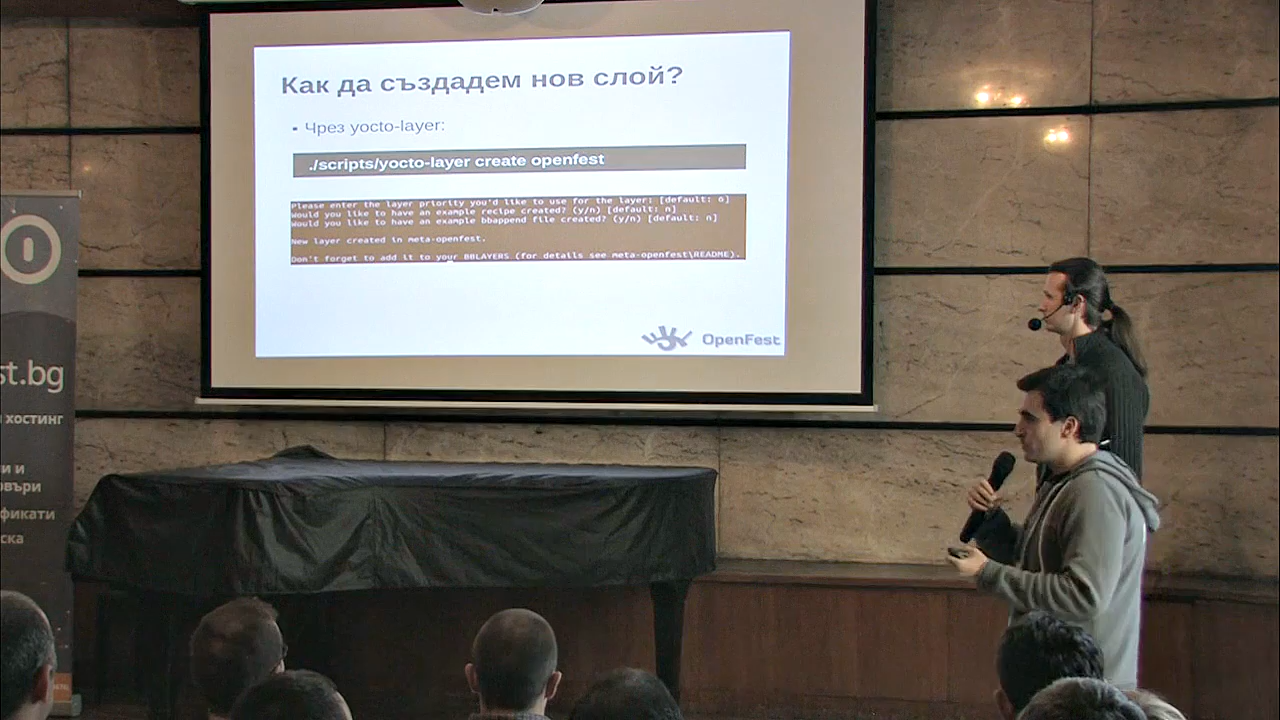 Как да създадем нов слой?
• Чрез yocto-layer:
./scripts/yocto-layer create openfest
Please enter the layer priority you'd like to use for the layer: [default: 6]
Would you like to have an example recipe created? (y/n) [default: n]
Would you like to have an example bbappend file created? (y/n) [default: n]
New layer created in meta-openfest.
Don't forget to add it to your BBLAYERS (for details see meta-openfest\README).
OpenFest
st.bg
хостинг
и